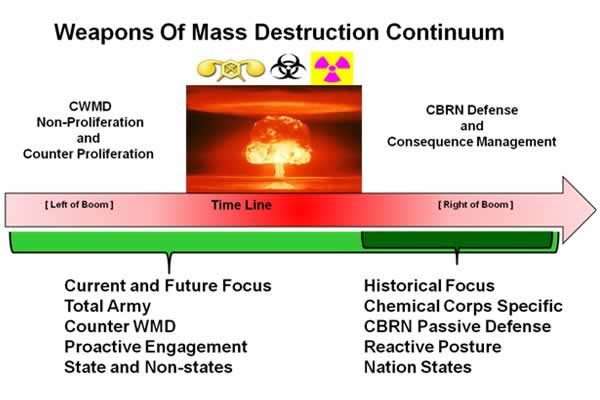 Weapons Of Mass Destruction Continuum
CWMD
Non-Proliferation
and
Counter Proliferation
CBRN Defense
and
Consequence Management
[ Left of Boom ]
Time Line
[ Right of Boom ]
Current and Future Focus
Total Army
Counter WMD
Proactive Engagement
State and Non-states
Historical Focus
Chemical Corps Specific
CBRN Passive Defense
Reactive Posture
Nation States